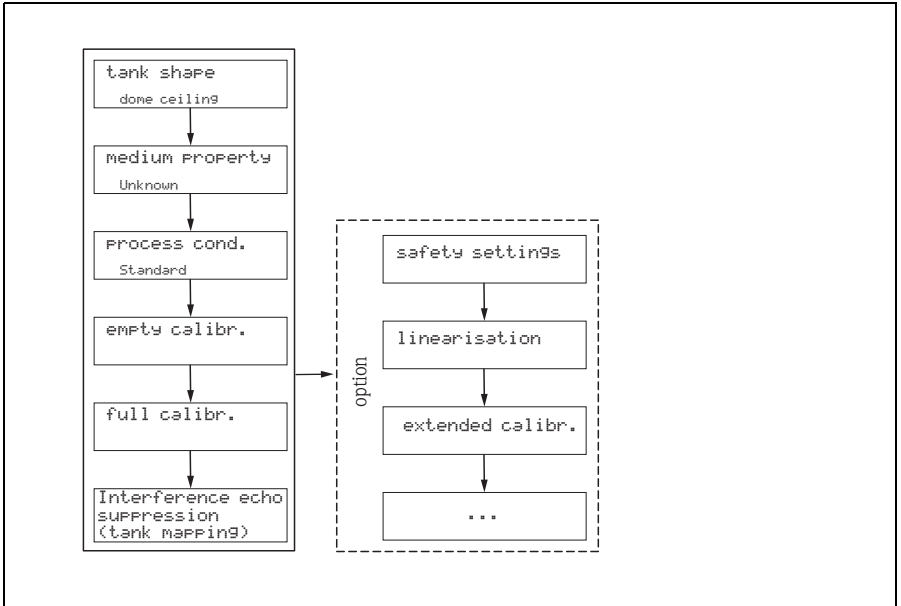 tank shape
dome ceiling
medium property
Unknown
process cond.
Standard
empty calibr.
full calibr.
Interference echo
suppression
(tank mapping)
option
safety settings
linearisation
extended calibr.
...